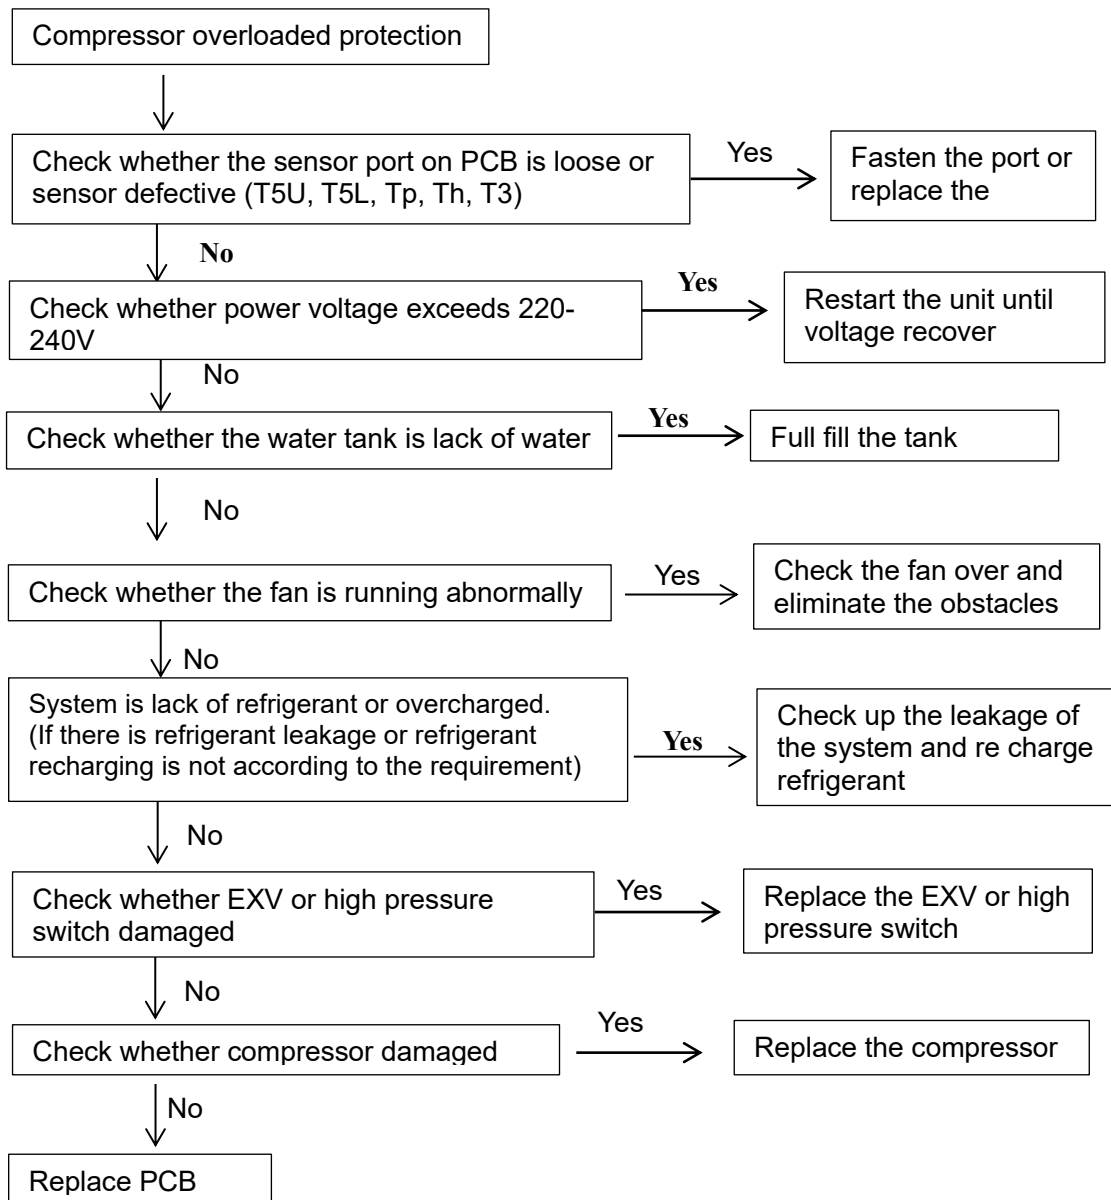 Compressor overloaded protection
Check whether the sensor port on PCB is loose or
sensor defective (T5U, T5L, Tp, Th, T3)
Yes
Fasten the port or
replace the
No
Check whether power voltage exceeds 220-
240V
Yes
Restart the unit until
voltage recover
No
Check whether the water tank is lack of water
Yes
Full fill the tank
No
Check whether the fan is running abnormally
Yes
Check the fan over and
eliminate the obstacles
No
System is lack of refrigerant or overcharged.
(If there is refrigerant leakage or refrigerant
recharging is not according to the requirement)
Yes
Check up the leakage of
the system and re charge
refrigerant
No
Check whether EXV or high pressure
switch damaged
Yes
Replace the EXV or high
pressure switch
No
Check whether compressor damaged
Yes
Replace the compressor
No
Replace PCB